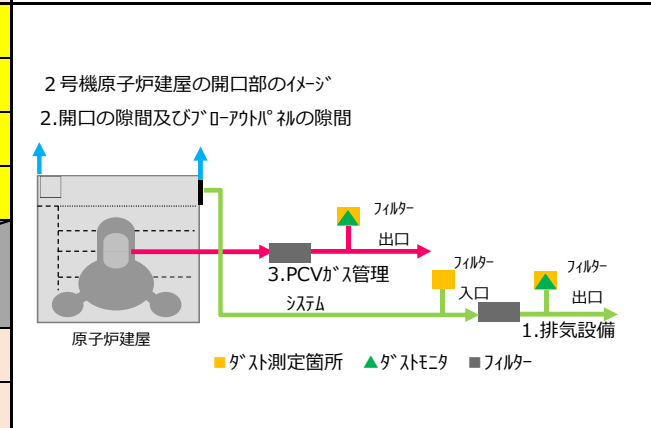 ２号機原子炉建屋の開口部のｲﾒｰｼﾞ
2.開口の隙間及びﾌﾞﾛｰｱｳﾄﾊﾟﾈﾙの隙間
ﾌｨﾙﾀｰ
出口
3.PCVｶﾞｽ管理
ｼｽﾃﾑ
ﾌｨﾙﾀｰ
入口
ﾌｨﾙﾀｰ
出口
1.排気設備
原子炉建屋
■ﾀﾞｽﾄ測定箇所 ▲ﾀﾞｽﾄﾓﾆﾀ ■ﾌｨﾙﾀｰ